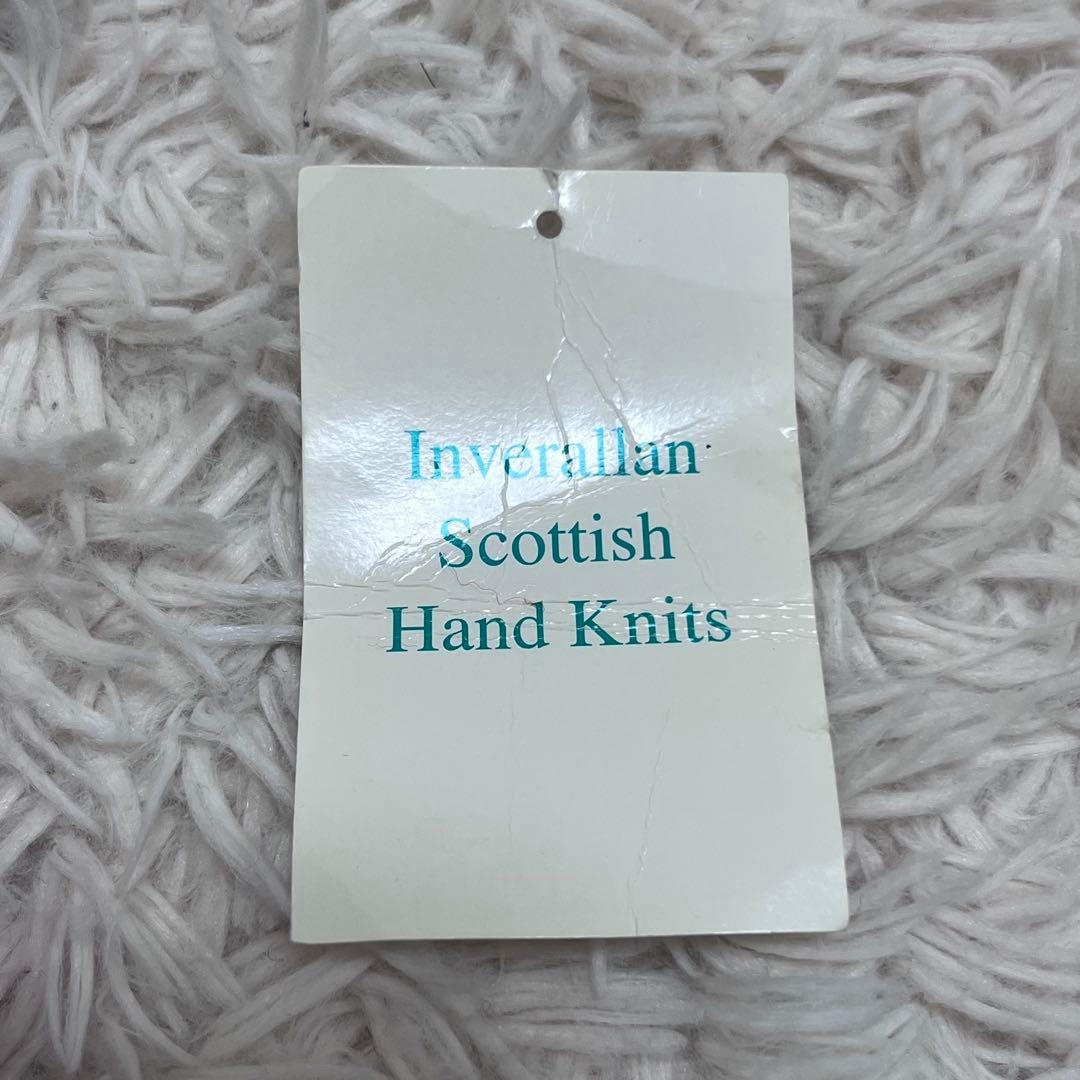 Inverallan
Scottish
Hand Knits